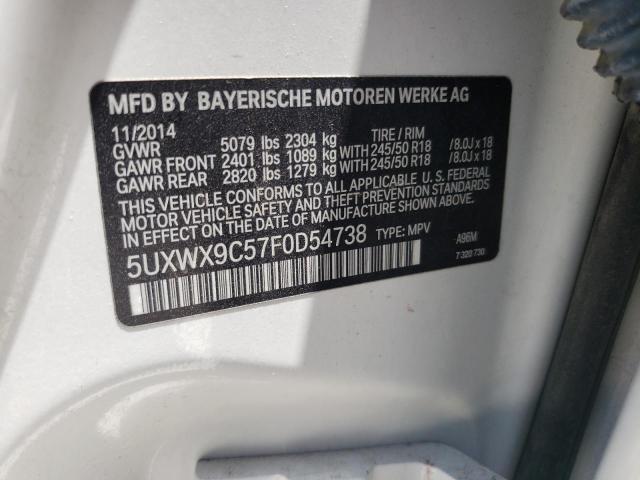 MFD BY BAYERISCHE MOTOREN WERKE AG
11/2014 TIRE / RIM
GVWR 5079 lbs 2304 kg
GAWR FRONT 2401 lbs 1089 kg WITH 245/50 R18 /8.0J x 18
GAWR REAR 2820 lbs 1279 kg WITH 245/50 R18 /8.0J x 18
THIS VEHICLE CONFORMS TO ALL APPLICABLE U.S. FEDERAL
MOTOR VEHICLE SAFETY AND THEFT PREVENTION STANDARDS
IN EFFECT ON THE DATE OF MANUFACTURE SHOWN ABOVE.
5UXWX9C57F0D54738 TYPE: MPV A96M
7 320 730